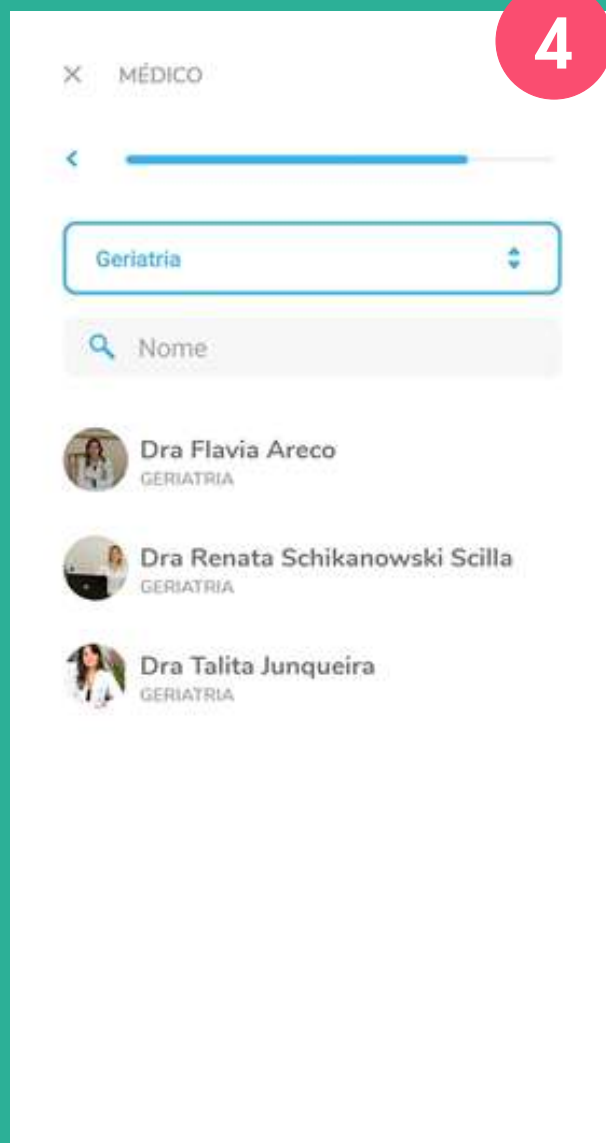 4
MÉDICO
Geriatria
Nome
Dra Flavia Areco
GERIATRIA
Dra Renata Schikanowski Scilla
GERIATRIA
Dra Talita Junqueira
GERIATRIA